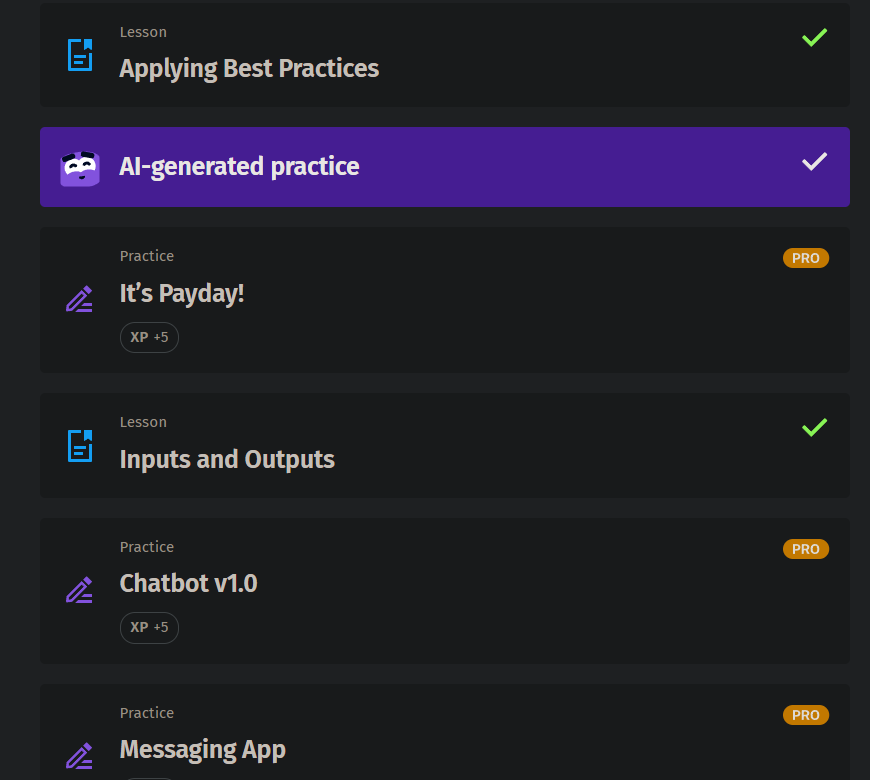 Lesson
Applying Best Practices
AI-generated practice
Practice
PRO
It’s Payday!
XP +5
Lesson
Inputs and Outputs
Practice
PRO
Chatbot v1.0
XP +5
Practice
PRO
Messaging App